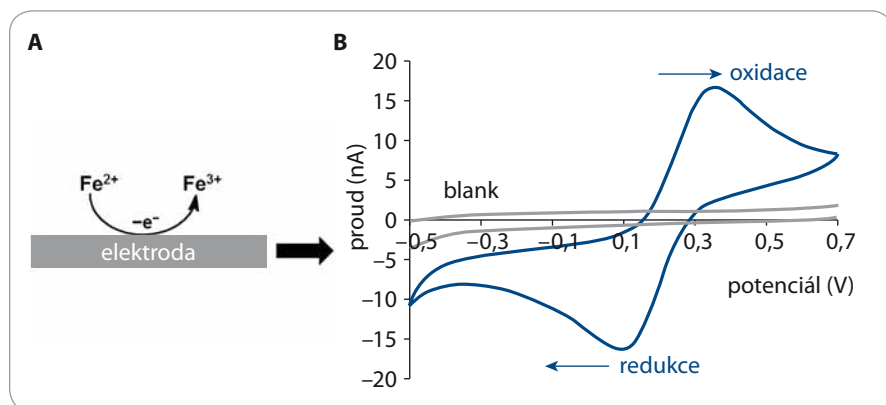 A
B
Fe2+
Fe3+
–e–
elektroda
proud (nA)
20
15
10
5
0
–5
–10
–15
–20
oxidace
blank
–0,5
–0,3
–0,1
0,1
0,3
0,5
0,7
potenciál (V)
redukce